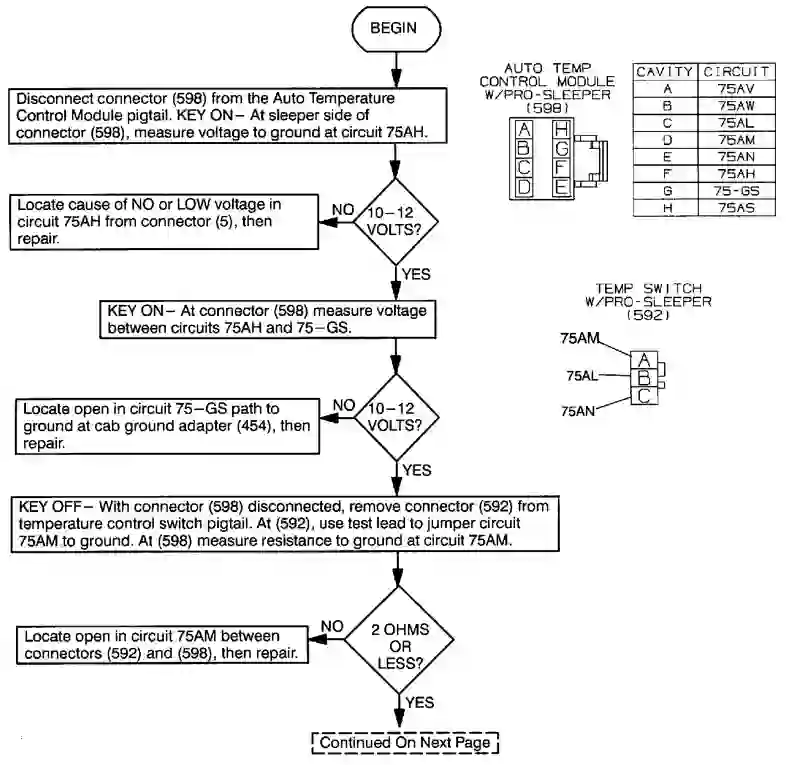 BEGIN
Disconnect connector (598) from the Auto Temperature
Control Module pigtail. KEY ON– At sleeper side of
connector (598), measure voltage to ground at circuit 75AH.
10–12
VOLTS?
NO
Locate cause of NO or LOW voltage in
circuit 75AH from connector (5), then
repair.
YES
KEY ON– At connector (598) measure voltage
between circuits 75AH and 75–GS.
10–12
VOLTS?
NO
Locate open in circuit 75–GS path to
ground at cab ground adapter (454), then
repair.
YES
KEY OFF– With connector (598) disconnected, remove connector (592) from
temperature control switch pigtail. At (592), use test lead to jumper circuit
75AM to ground. At (598) measure resistance to ground at circuit 75AM.
2 OHMS
OR
LESS?
NO
Locate open in circuit 75AM between
connectors (592) and (598), then repair.
YES
Continued On Next Page
AUTO TEMP
CONTROL MODULE
W/PRO-SLEEPER
(598)
A H
B G
C F
D E
CAVITY CIRCUIT
A 75AV
B 75AW
C 75AL
D 75AM
E 75AN
F 75AH
G 75-GS
H 75AS
TEMP SWITCH
W/PRO-SLEEPER
(592)
75AM A
75AL B
75AN C